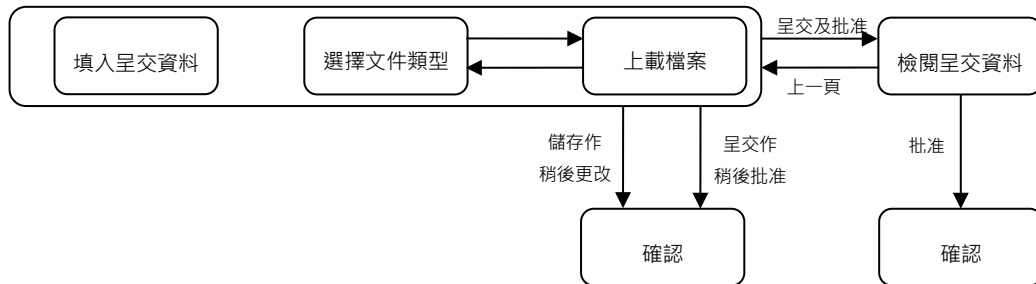 填入呈交資料
選擇文件類型
上載檔案
呈交及批准
上一頁
檢閱呈交資料
儲存作
稍後更改
呈交作
稍後批准
批准
確認
確認